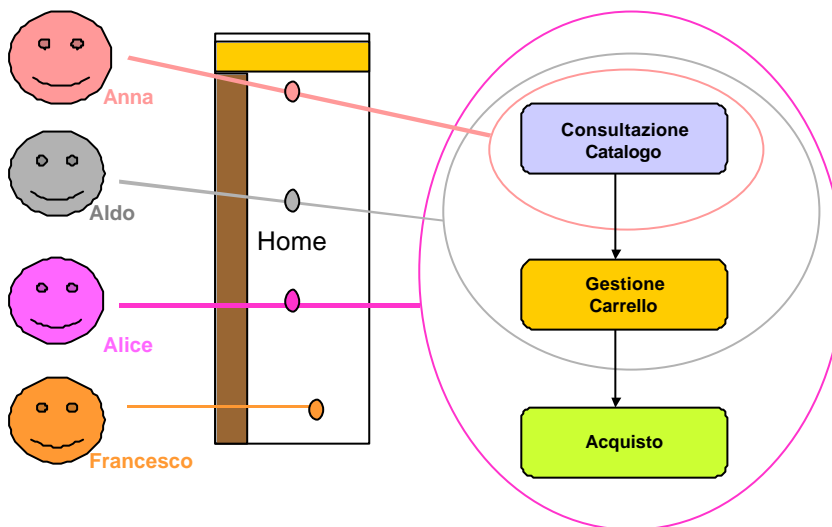 Anna
Aldo
Alice
Francesco
Home
Consultazione
Catalogo
Gestione
Carrello
Acquisto